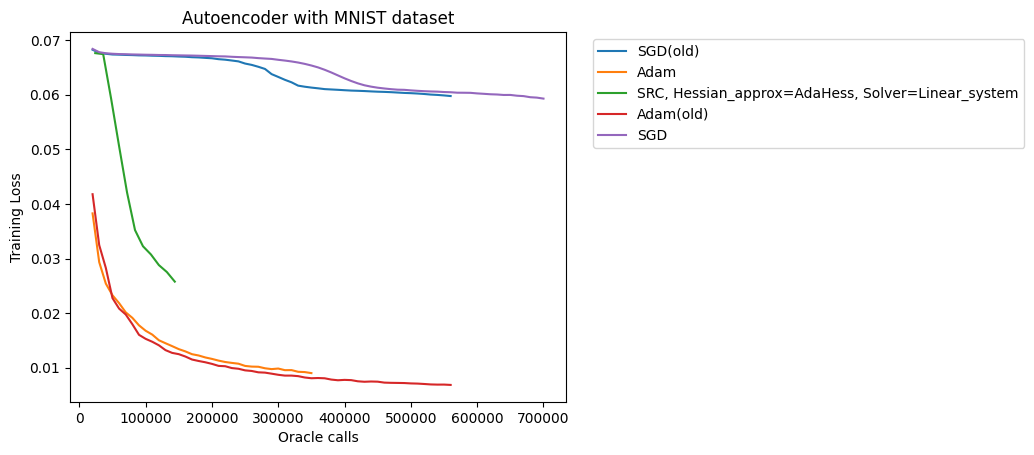 Autoencoder with MNIST dataset
0.07
0.06
0.05
0.04
0.03
0.02
0.01
Training Loss
0
100000
200000
300000
400000
500000
600000
700000
Oracle calls
SGD(old)
Adam
SRC, Hessian_approx=AdaHess, Solver=Linear_system
Adam(old)
SGD